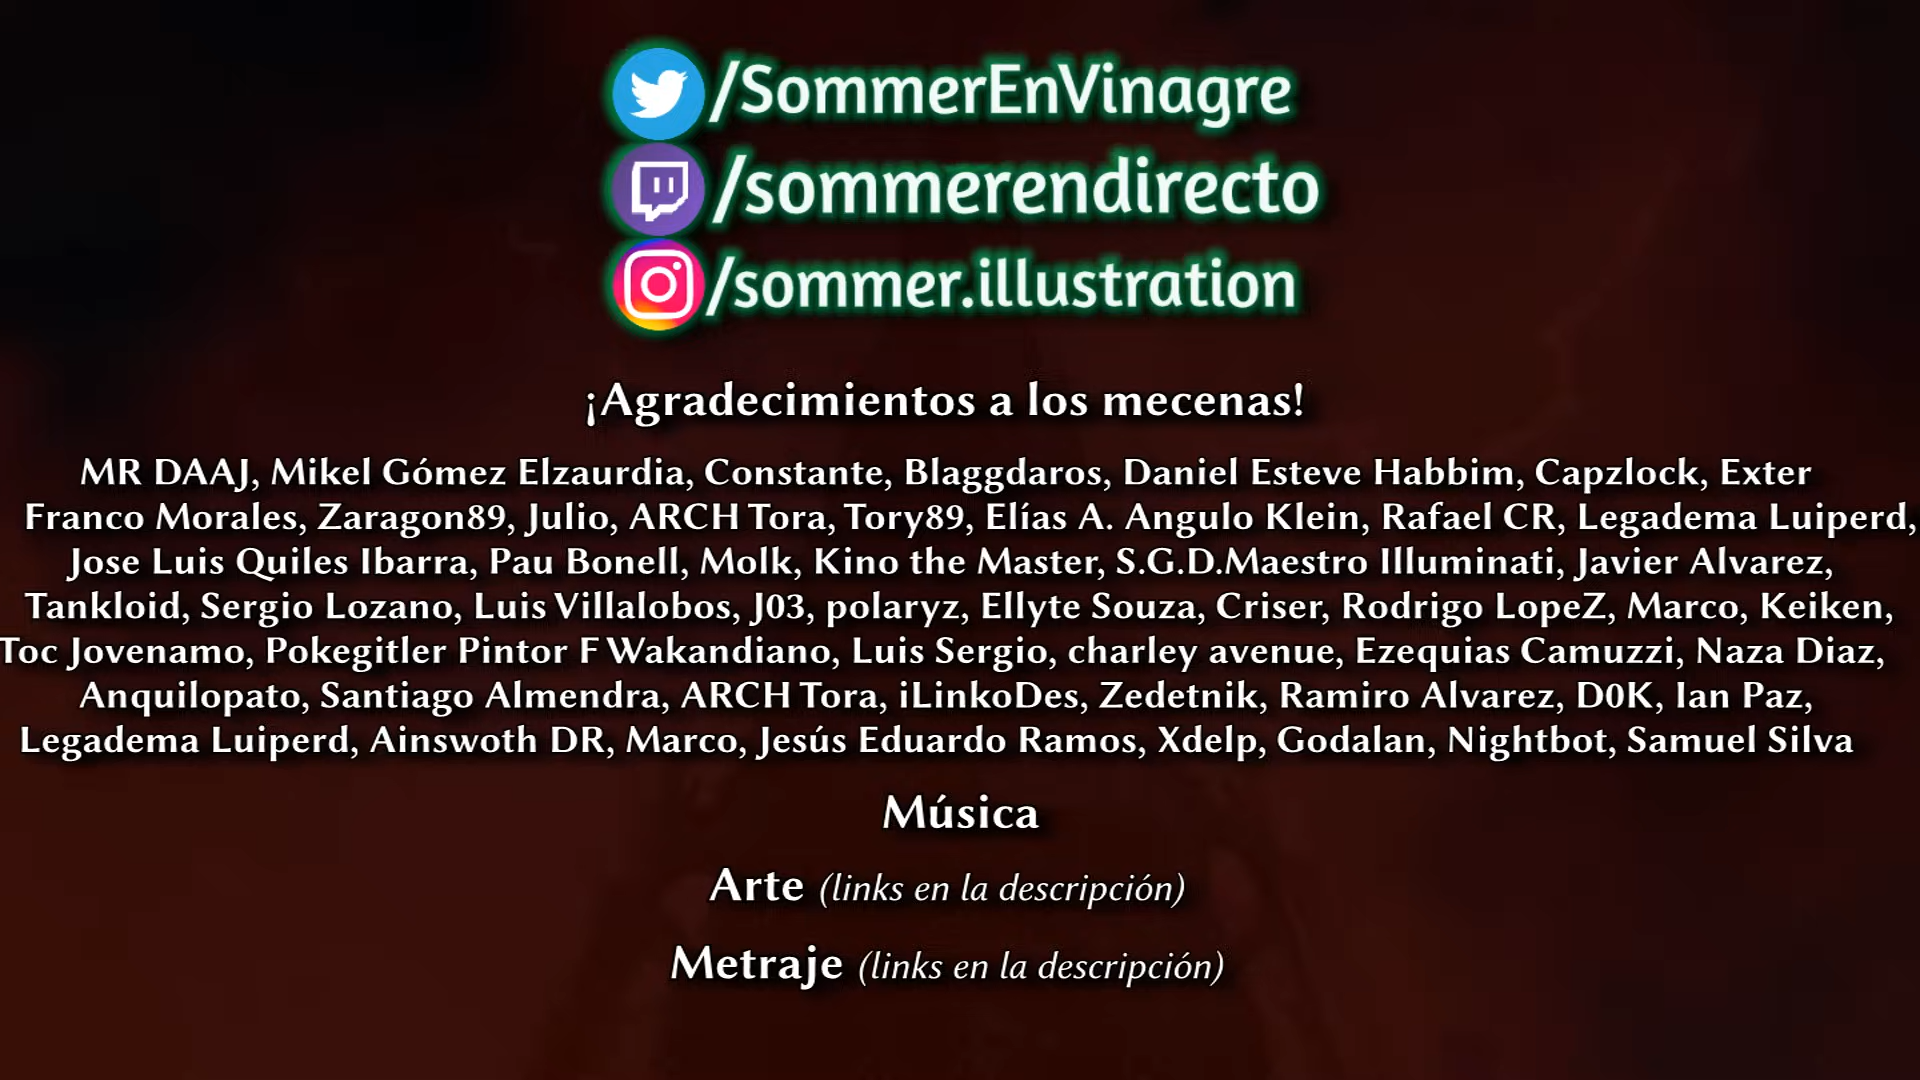 /SommerEnVinagre
/sommerendirecto
/sommer.illustration
¡Agradecimientos a los mecenas!
MR DAAJ, Mikel Gómez Elzaurdia, Constante, Blaggdaros, Daniel Esteve Habbim, Capzlock, Exter
Franco Morales, Zaragon89, Julio, ARCH Tora, Tory89, Elías A. Angulo Klein, Rafael CR, Legadema Luiperd,
Jose Luis Quiles Ibarra, Pau Bonell, Molk, Kino the Master, S.G.D.Maestro Illuminati, Javier Alvarez,
Tankloid, Sergio Lozano, Luis Villalobos, J03, polaryz, Ellyte Souza, Criser, Rodrigo LopeZ, Marco, Keiken,
Toc Jovenamo, Pokegitler Pintor F Wakandiano, Luis Sergio, charley avenue, Ezequias Camuzzi, Naza Diaz,
Anquilopato, Santiago Almendra, ARCH Tora, iLinkoDes, Zedetnik, Ramiro Alvarez, D0K, Ian Paz,
Legadema Luiperd, Ainswoth DR, Marco, Jesús Eduardo Ramos, Xdelp, Godalan, Nightbot, Samuel Silva
Música
Arte (links en la descripción)
Metraje (links en la descripción)